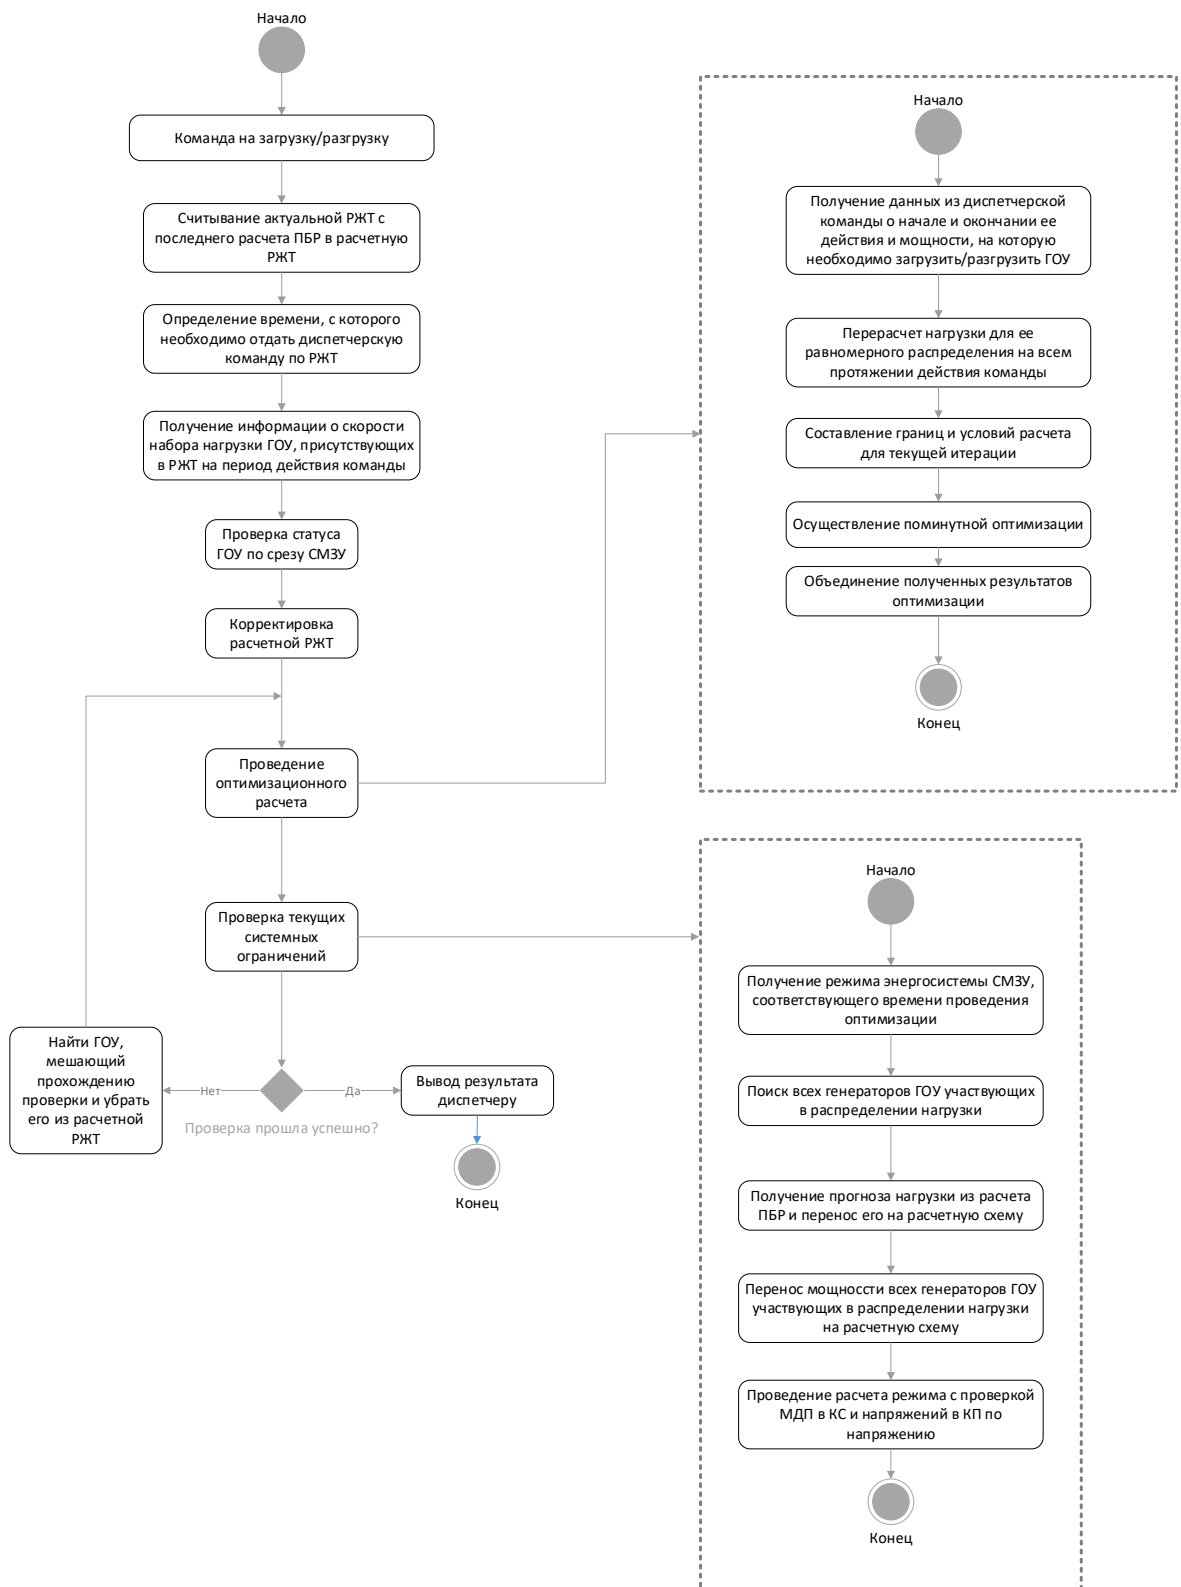 Начало
Команда на загрузку/разгрузку
Считывание актуальной РЖТ с
последнего расчета ПБР в расчетную
РЖТ
Определение времени, с которого
необходимо отдать диспетчерскую
команду по РЖТ
Получение информации о скорости
набора нагрузки ГОУ, присутствующих
в РЖТ на период действия команды
Проверка статуса
ГОУ по срезу СМЗУ
Корректировка
расчетной РЖТ
Проведение
оптимизационного
расчета
Проверка текущих
системных
ограничений
Найти ГОУ,
мешающий
прохождению
проверки и убрать
его из расчетной
РЖТ
Нет
Да
Проверка прошла успешно?
Вывод результата
диспетчеру
Конец
Начало
Получение данных из диспетчерской
команды о начале и окончании ее
действия и мощности, на которую
необходимо загрузить/разгрузить ГОУ
Перерасчет нагрузки для ее
равномерного распределения на всем
протяжении действия команды
Составление границ и условий расчета
для текущей итерации
Осуществление поминутной оптимизации
Объединение полученных результатов
оптимизации
Конец
Начало
Получение режима энергосистемы СМЗУ,
соответствующего времени проведения
оптимизации
Поиск всех генераторов ГОУ участвующих
в распределении нагрузки
Получение прогноза нагрузки из расчета
ПБР и перенос его на расчетную схему
Перенос мощноссти всех генераторов ГОУ
участвующих в распределении нагрузки
на расчетную схему
Проведение расчета режима с проверкой
МДП в КС и напряжений в КП по
напряжению
Конец